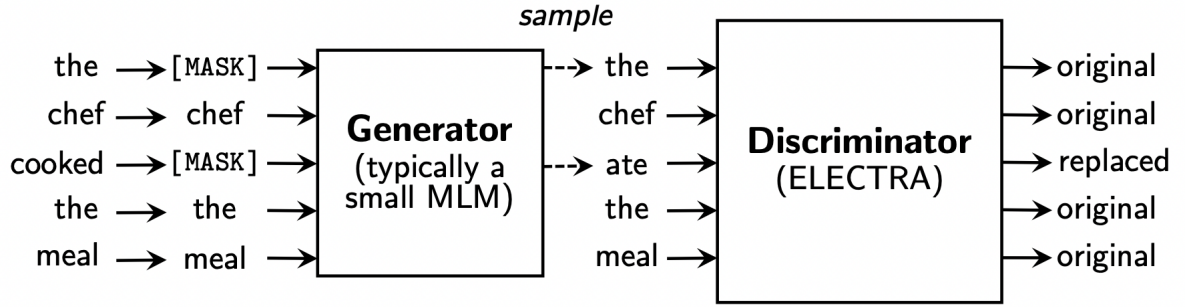 sample
the [MASK] the original
chef chef chef original
Generator
Discriminator
cooked [MASK] (typically a ate (ELECTRA) replaced
small MLM)
the the the original
meal meal meal original